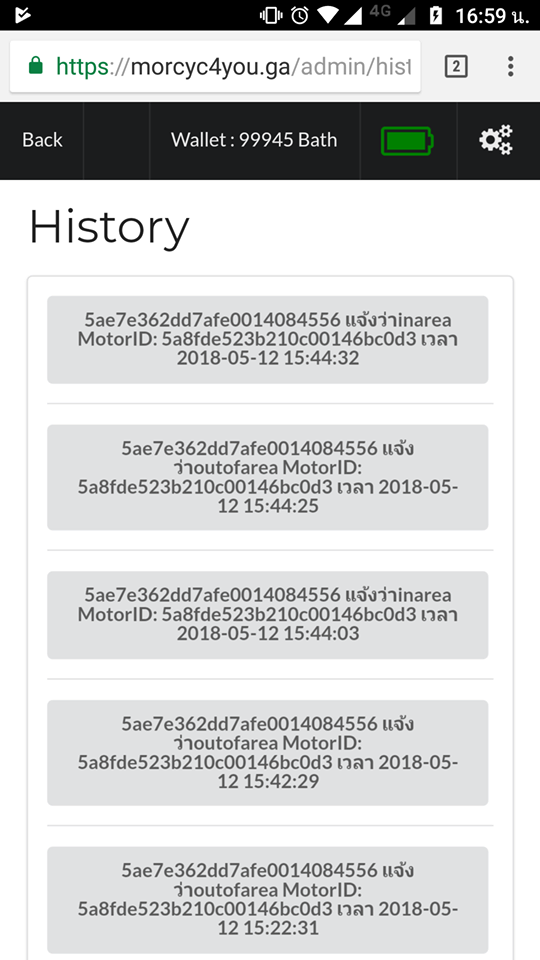 4G 16:59 น.
https://morcyc4you.ga/admin/hist 2
Back Wallet : 99945 Bath
History
5ae7e362dd7afe0014084556 แจ้งว่าinarea
MotorID: 5a8fde523b210c00146bc0d3 เวลา
2018-05-12 15:44:32
5ae7e362dd7afe0014084556 แจ้ง
ว่าoutofarea MotorID:
5a8fde523b210c00146bc0d3 เวลา 2018-05-
12 15:44:25
5ae7e362dd7afe0014084556 แจ้งว่าinarea
MotorID: 5a8fde523b210c00146bc0d3 เวลา
2018-05-12 15:44:03
5ae7e362dd7afe0014084556 แจ้ง
ว่าoutofarea MotorID:
5a8fde523b210c00146bc0d3 เวลา 2018-05-
12 15:42:29
5ae7e362dd7afe0014084556 แจ้ง
ว่าoutofarea MotorID:
5a8fde523b210c00146bc0d3 เวลา 2018-05-
12 15:22:31